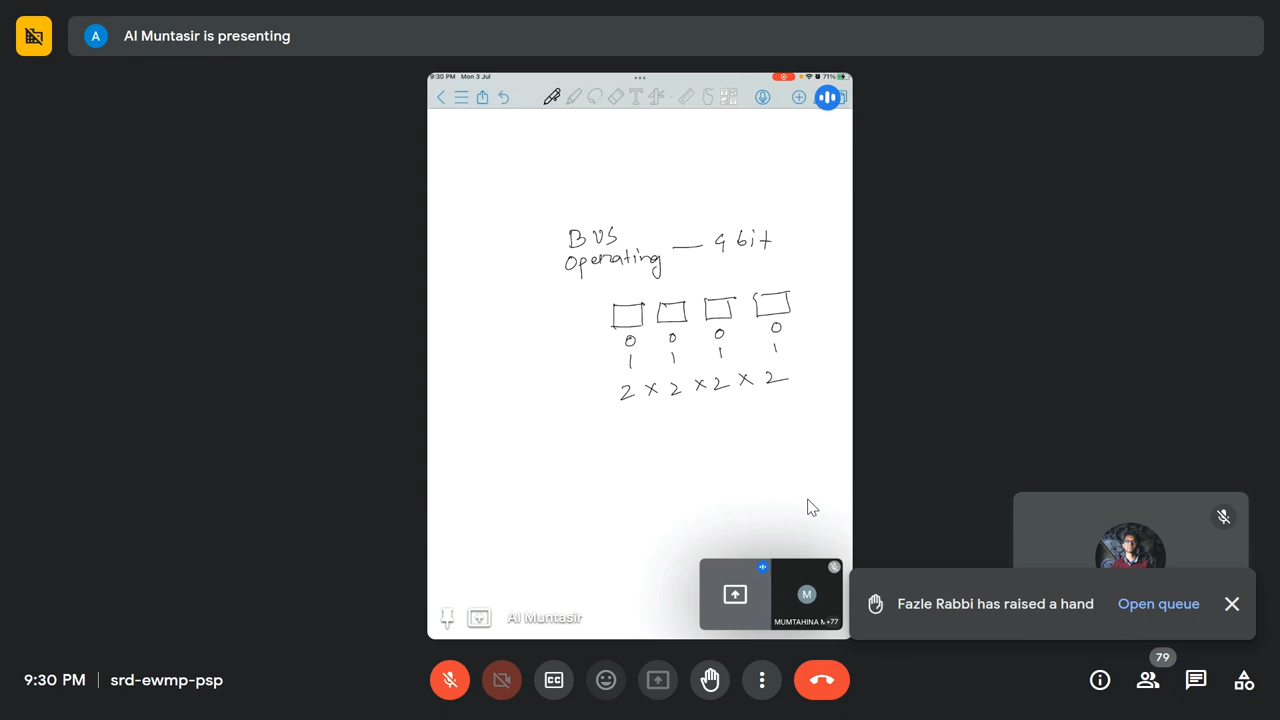 A Al Muntasir is presenting
9:30 PM Mon 3 Jul 71%
BUS
Operating — 4 bit
0 0 0 0
1 1 1 1
2 × 2 × 2 × 2
M
MUMTAHINA M +77
Al Muntasir
Fazle Rabbi has raised a hand Open queue
9:30 PM | srd-ewmp-psp
79